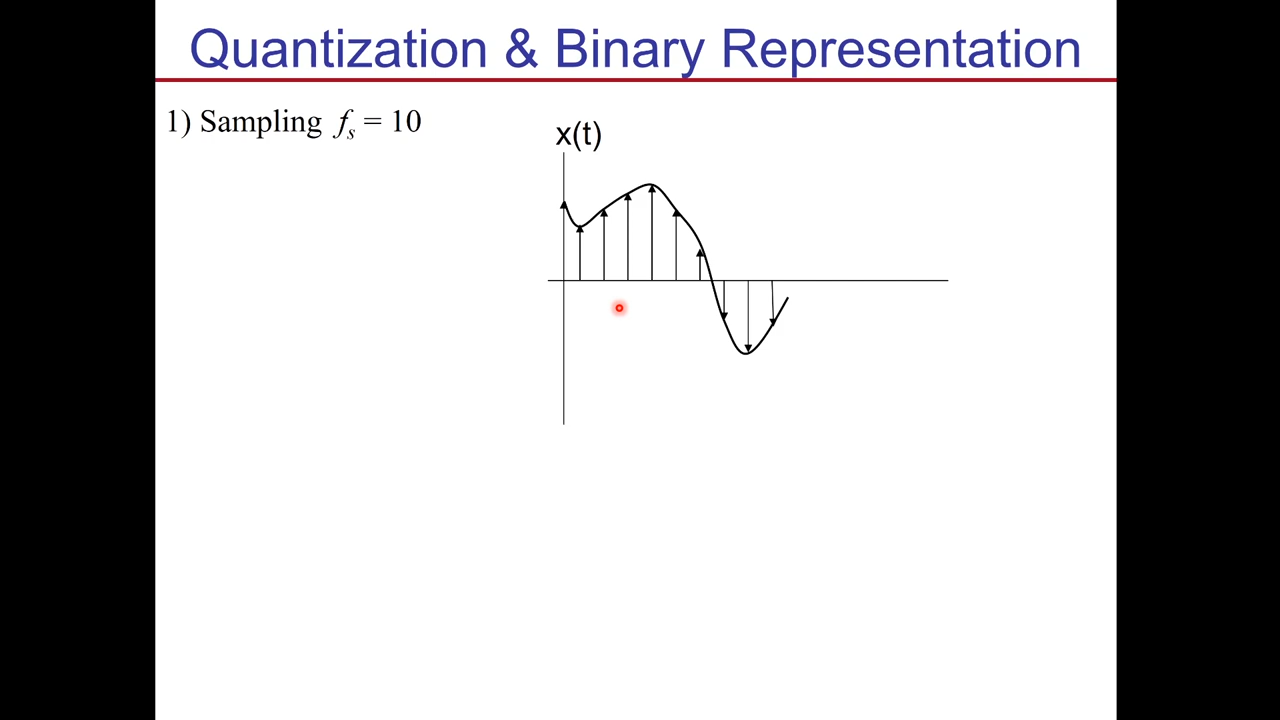 Quantization & Binary Representation
1) Sampling fₛ = 10
x(t)